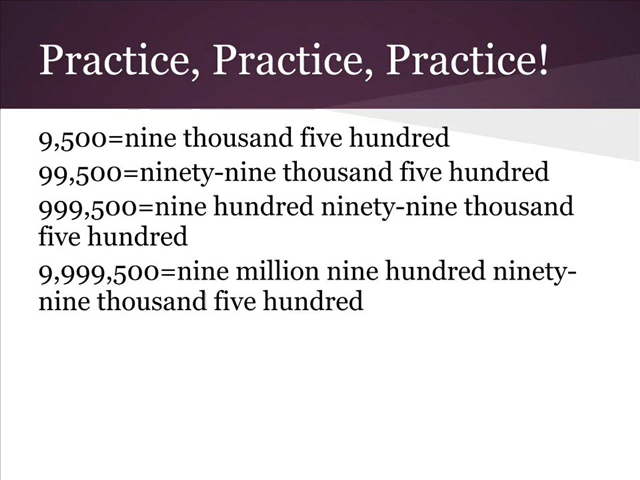 Practice, Practice, Practice!
9,500=nine thousand five hundred
99,500=ninety-nine thousand five hundred
999,500=nine hundred ninety-nine thousand
five hundred
9,999,500=nine million nine hundred ninety-
nine thousand five hundred